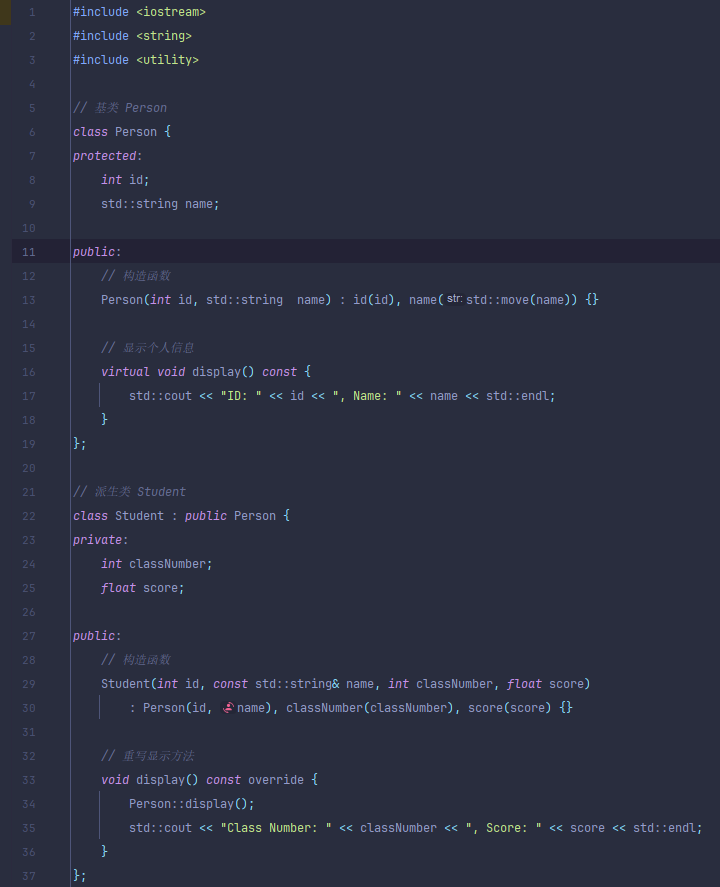 1 #include <iostream>
2 #include <string>
3 #include <utility>
4
5 // 基类 Person
6 class Person {
7 protected:
8     int id;
9     std::string name;
10
11 public:
12     // 构造函数
13     Person(int id, std::string  name) : id(id), name( str: std::move(name)) {}
14
15     // 显示个人信息
16     virtual void display() const {
17         std::cout << "ID: " << id << ", Name: " << name << std::endl;
18     }
19 };
20
21 // 派生类 Student
22 class Student : public Person {
23 private:
24     int classNumber;
25     float score;
26
27 public:
28     // 构造函数
29     Student(int id, const std::string& name, int classNumber, float score)
30         : Person(id, name), classNumber(classNumber), score(score) {}
31
32     // 重写显示方法
33     void display() const override {
34         Person::display();
35         std::cout << "Class Number: " << classNumber << ", Score: " << score << std::endl;
36     }
37 };